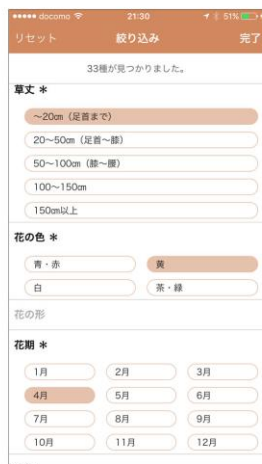 docomo 21:30 51%
リセット 絞り込み 完了
33種が見つかりました。
草丈 *
～20cm（足首まで）
20～50cm（足首～膝）
50～100cm（膝～腰）
100～150cm
150cm以上
花の色 *
青・赤 黄
白 茶・緑
花の形
花期 *
1月 2月 3月
4月 5月 6月
7月 8月 9月
10月 11月 12月